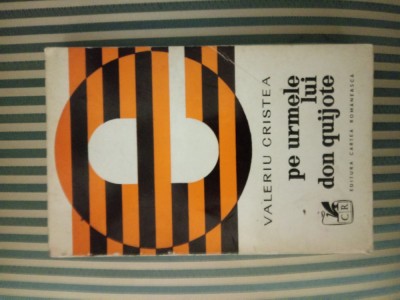 VALERIU CRISTEA
pe urmele
lui
don quijote
EDITURA CARTEA ROMÂNEASCĂ
CR